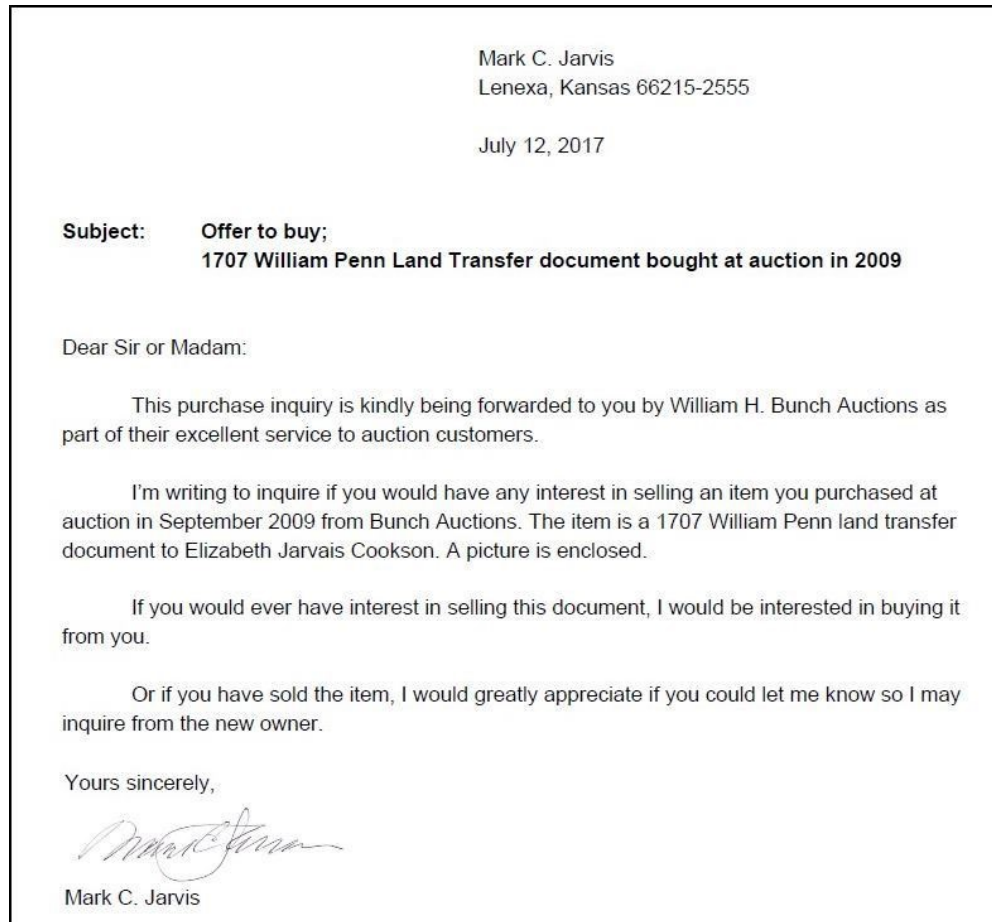 Mark C. Jarvis
Lenexa, Kansas 66215-2555
July 12, 2017
Subject: Offer to buy;
1707 William Penn Land Transfer document bought at auction in 2009
Dear Sir or Madam:
This purchase inquiry is kindly being forwarded to you by William H. Bunch Auctions as
part of their excellent service to auction customers.
I'm writing to inquire if you would have any interest in selling an item you purchased at
auction in September 2009 from Bunch Auctions. The item is a 1707 William Penn land transfer
document to Elizabeth Jarvais Cookson. A picture is enclosed.
If you would ever have interest in selling this document, I would be interested in buying it
from you.
Or if you have sold the item, I would greatly appreciate if you could let me know so I may
inquire from the new owner.
Yours sincerely,
Mark C. Jarvis